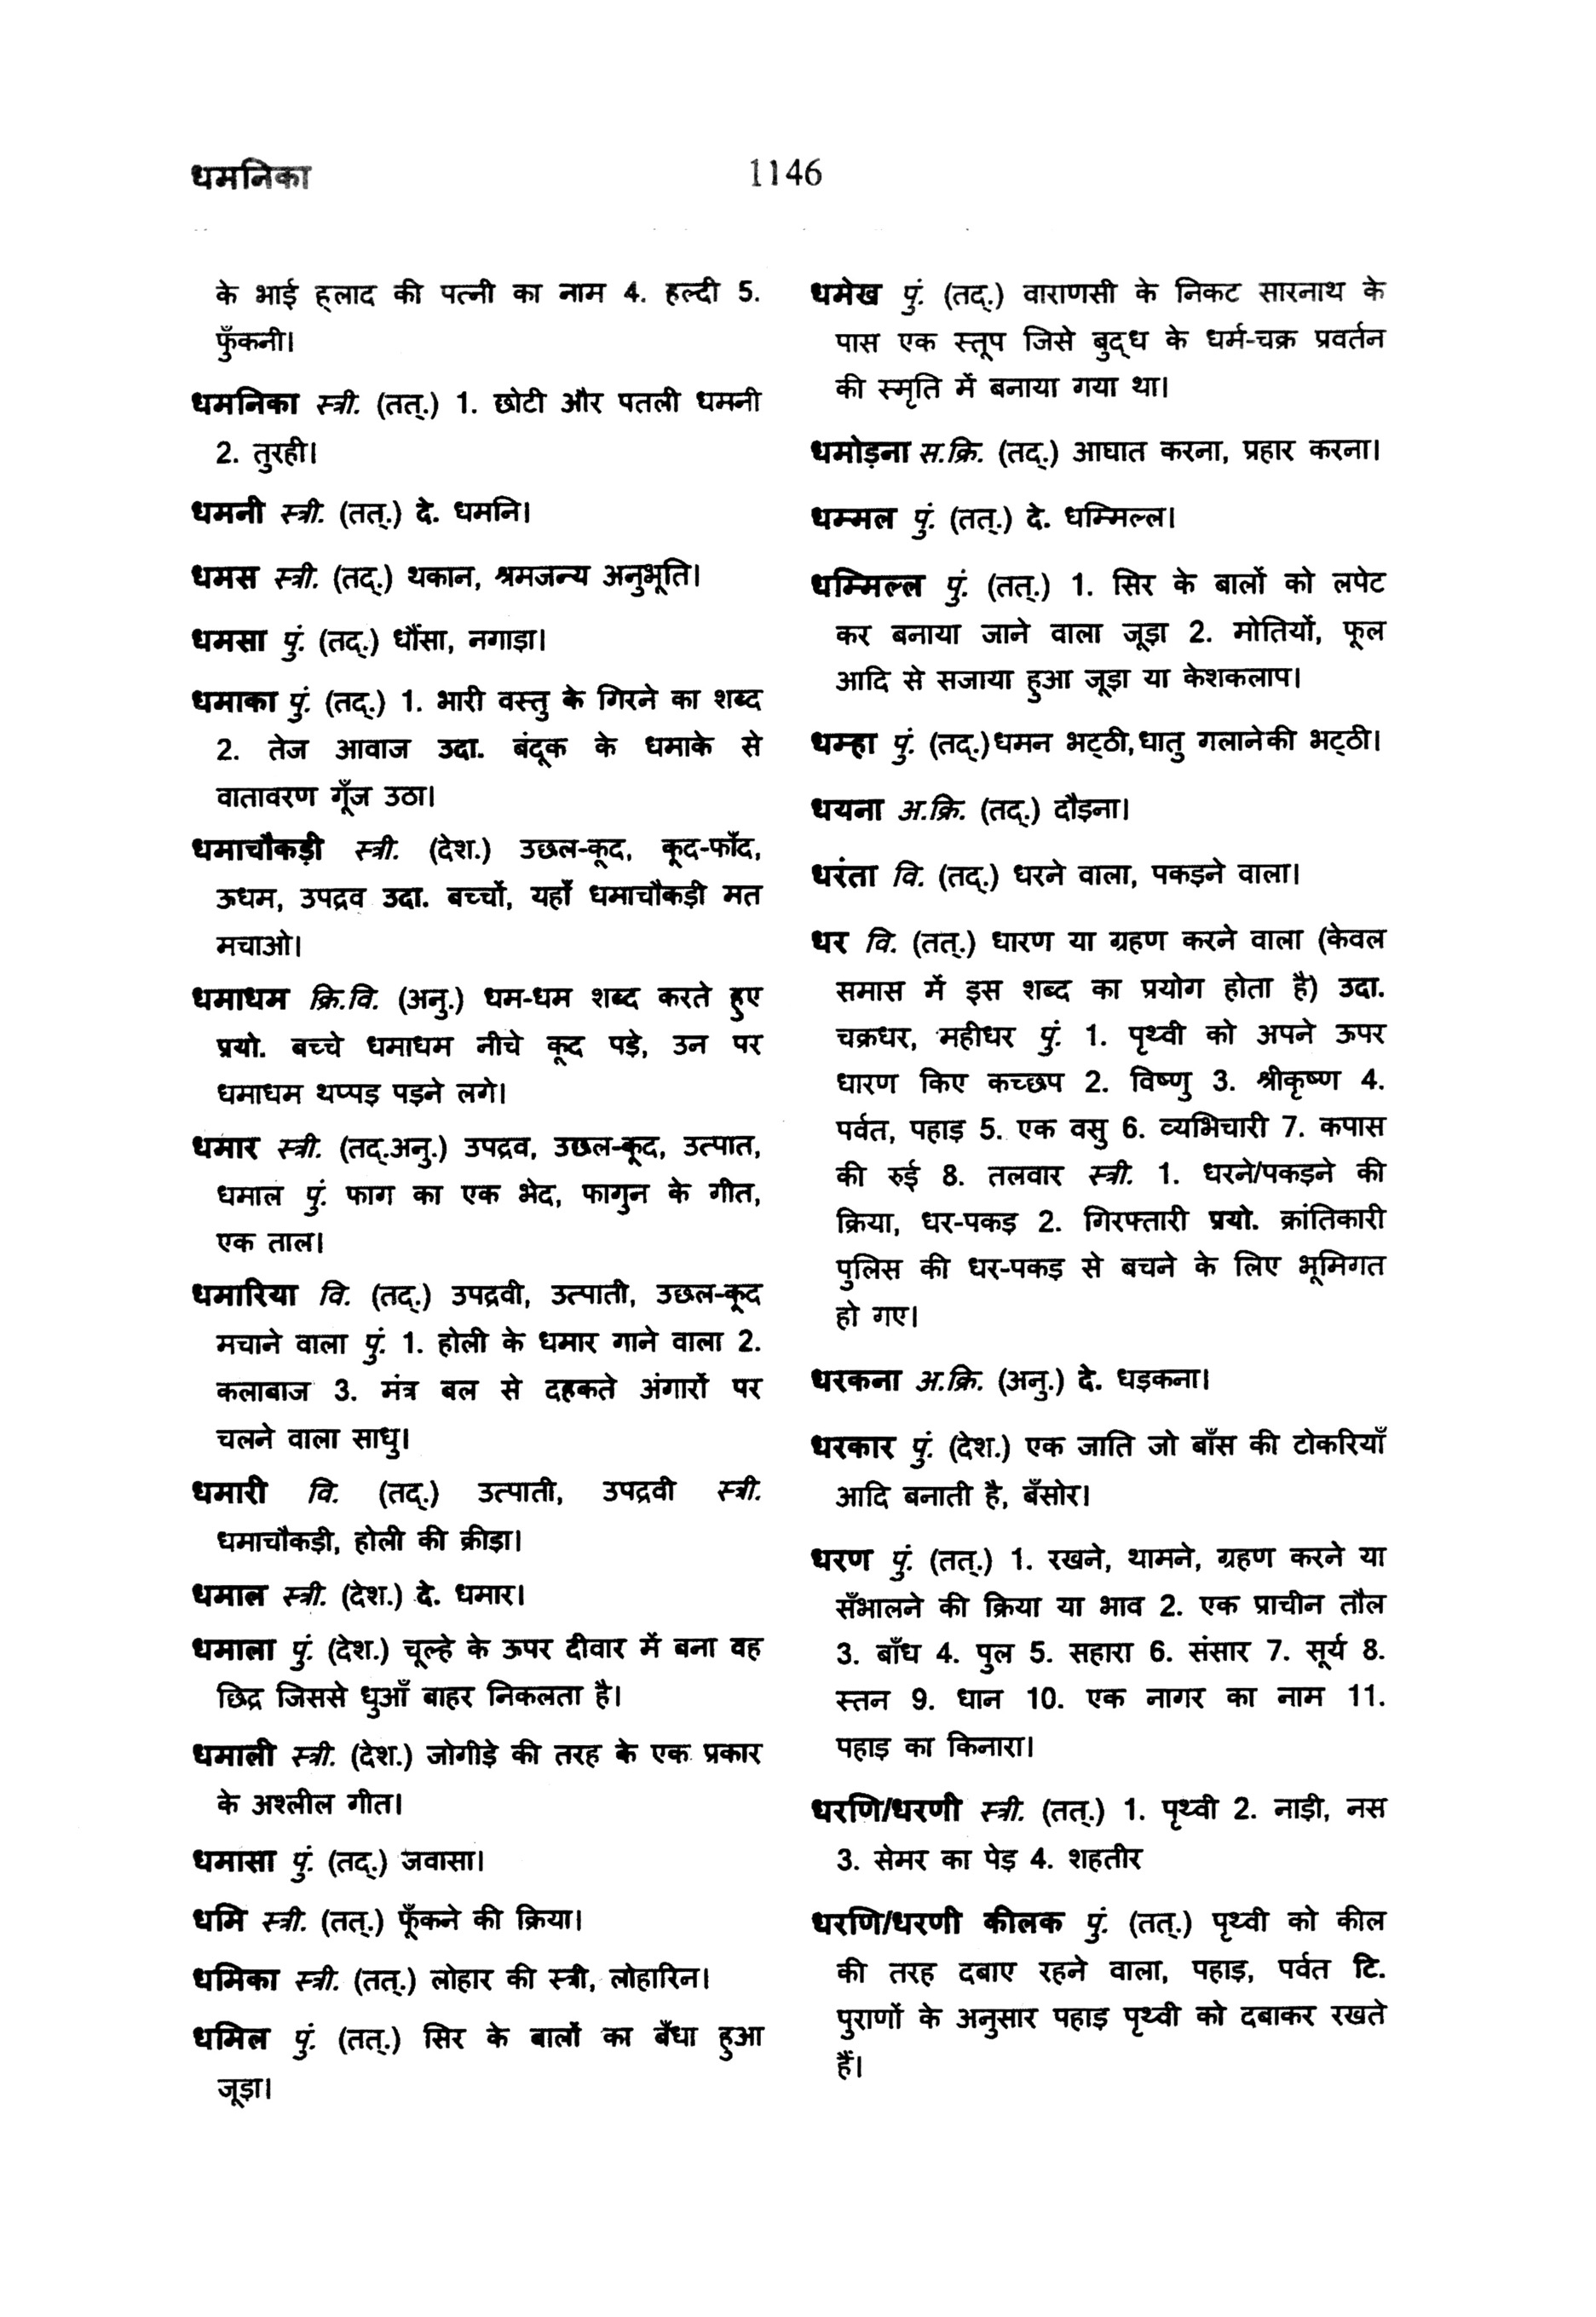 धमनिका
1146
के भाई ह्लाद की पत्नी का नाम 4. हल्दी 5.
फुँकनी।
धमनिका स्त्री. (तत्.) 1. छोटी और पतली धमनी
2. तुरही।
धमनी स्त्री. (तत्.) दे. धमनि।
धमस स्त्री. (तद्.) थकान, श्रमजन्य अनुभूति।
धमसा पुं. (तद्.) धौंसा, नगाड़ा।
धमाका पुं. (तद्.) 1. भारी वस्तु के गिरने का शब्द
2. तेज आवाज उदा. बंदूक के धमाके से
वातावरण गूँज उठा।
धमाचौकड़ी स्त्री. (देश.) उछल-कूद, कूद-फाँद,
ऊधम, उपद्रव उदा. बच्चों, यहाँ धमाचौकड़ी मत
मचाओ।
धमाधम क्रि.वि. (अनु.) धम-धम शब्द करते हुए
प्रयो. बच्चे धमाधम नीचे कूद पड़े, उन पर
धमाधम थप्पड़ पड़ने लगे।
धमार स्त्री. (तद्.अनु.) उपद्रव, उछल-कूद, उत्पात,
धमाल पुं. फाग का एक भेद, फागुन के गीत,
एक ताल।
धमारिया वि. (तद्.) उपद्रवी, उत्पाती, उछल-कूद
मचाने वाला पुं. 1. होली के धमार गाने वाला 2.
कलाबाज 3. मंत्र बल से दहकते अंगारों पर
चलने वाला साधु।
धमारी वि. (तद्.) उत्पाती, उपद्रवी स्त्री.
धमाचौकड़ी, होली की क्रीड़ा।
धमाल स्त्री. (देश.) दे. धमार।
धमाला पुं. (देश.) चूल्हे के ऊपर दीवार में बना वह
छिद्र जिससे धुआँ बाहर निकलता है।
धमाली स्त्री. (देश.) जोगीड़े की तरह के एक प्रकार
के अश्लील गीत।
धमासा पुं. (तद्.) जवासा।
धमि स्त्री. (तत्.) फूँकने की क्रिया।
धमिका स्त्री. (तत्.) लोहार की स्त्री, लोहारिन।
धमिल पुं. (तत्.) सिर के बालों का बँधा हुआ
जूड़ा।
धमेख पुं. (तद्.) वाराणसी के निकट सारनाथ के
पास एक स्तूप जिसे बुद्ध के धर्म-चक्र प्रवर्तन
की स्मृति में बनाया गया था।
धमोड़ना स.क्रि. (तद्.) आघात करना, प्रहार करना।
धम्मल पुं. (तत्.) दे. धम्मिल्ल।
धम्मिल्ल पुं. (तत्.) 1. सिर के बालों को लपेट
कर बनाया जाने वाला जूड़ा 2. मोतियों, फूल
आदि से सजाया हुआ जूड़ा या केशकलाप।
धम्हा पुं. (तद्.) धमन भट्ठी, धातु गलाने की भट्ठी।
धयना अ.क्रि. (तद्.) दौड़ना।
धरंता वि. (तद्.) धरने वाला, पकड़ने वाला।
धर वि. (तत्.) धारण या ग्रहण करने वाला (केवल
समास में इस शब्द का प्रयोग होता है) उदा.
चक्रधर, महीधर पुं. 1. पृथ्वी को अपने ऊपर
धारण किए कच्छप 2. विष्णु 3. श्रीकृष्ण 4.
पर्वत, पहाड़ 5. एक वसु 6. व्यभिचारी 7. कपास
की रुई 8. तलवार स्त्री. 1. धरने/पकड़ने की
क्रिया, धर-पकड़ 2. गिरफ्तारी प्रयो. क्रांतिकारी
पुलिस की धर-पकड़ से बचने के लिए भूमिगत
हो गए।
धरकना अ.क्रि. (अनु.) दे. धड़कना।
धरकार पुं. (देश.) एक जाति जो बाँस की टोकरियाँ
आदि बनाती है, बँसोर।
धरण पुं. (तत्.) 1. रखने, थामने, ग्रहण करने या
सँभालने की क्रिया या भाव 2. एक प्राचीन तौल
3. बाँध 4. पुल 5. सहारा 6. संसार 7. सूर्य 8.
स्तन 9. धान 10. एक नागर का नाम 11.
पहाड़ का किनारा।
धरणि/धरणी स्त्री. (तत्.) 1. पृथ्वी 2. नाड़ी, नस
3. सेमर का पेड़ 4. शहतीर
धरणि/धरणी कीलक पुं. (तत्.) पृथ्वी को कील
की तरह दबाए रहने वाला, पहाड़, पर्वत टि.
पुराणों के अनुसार पहाड़ पृथ्वी को दबाकर रखते
हैं।